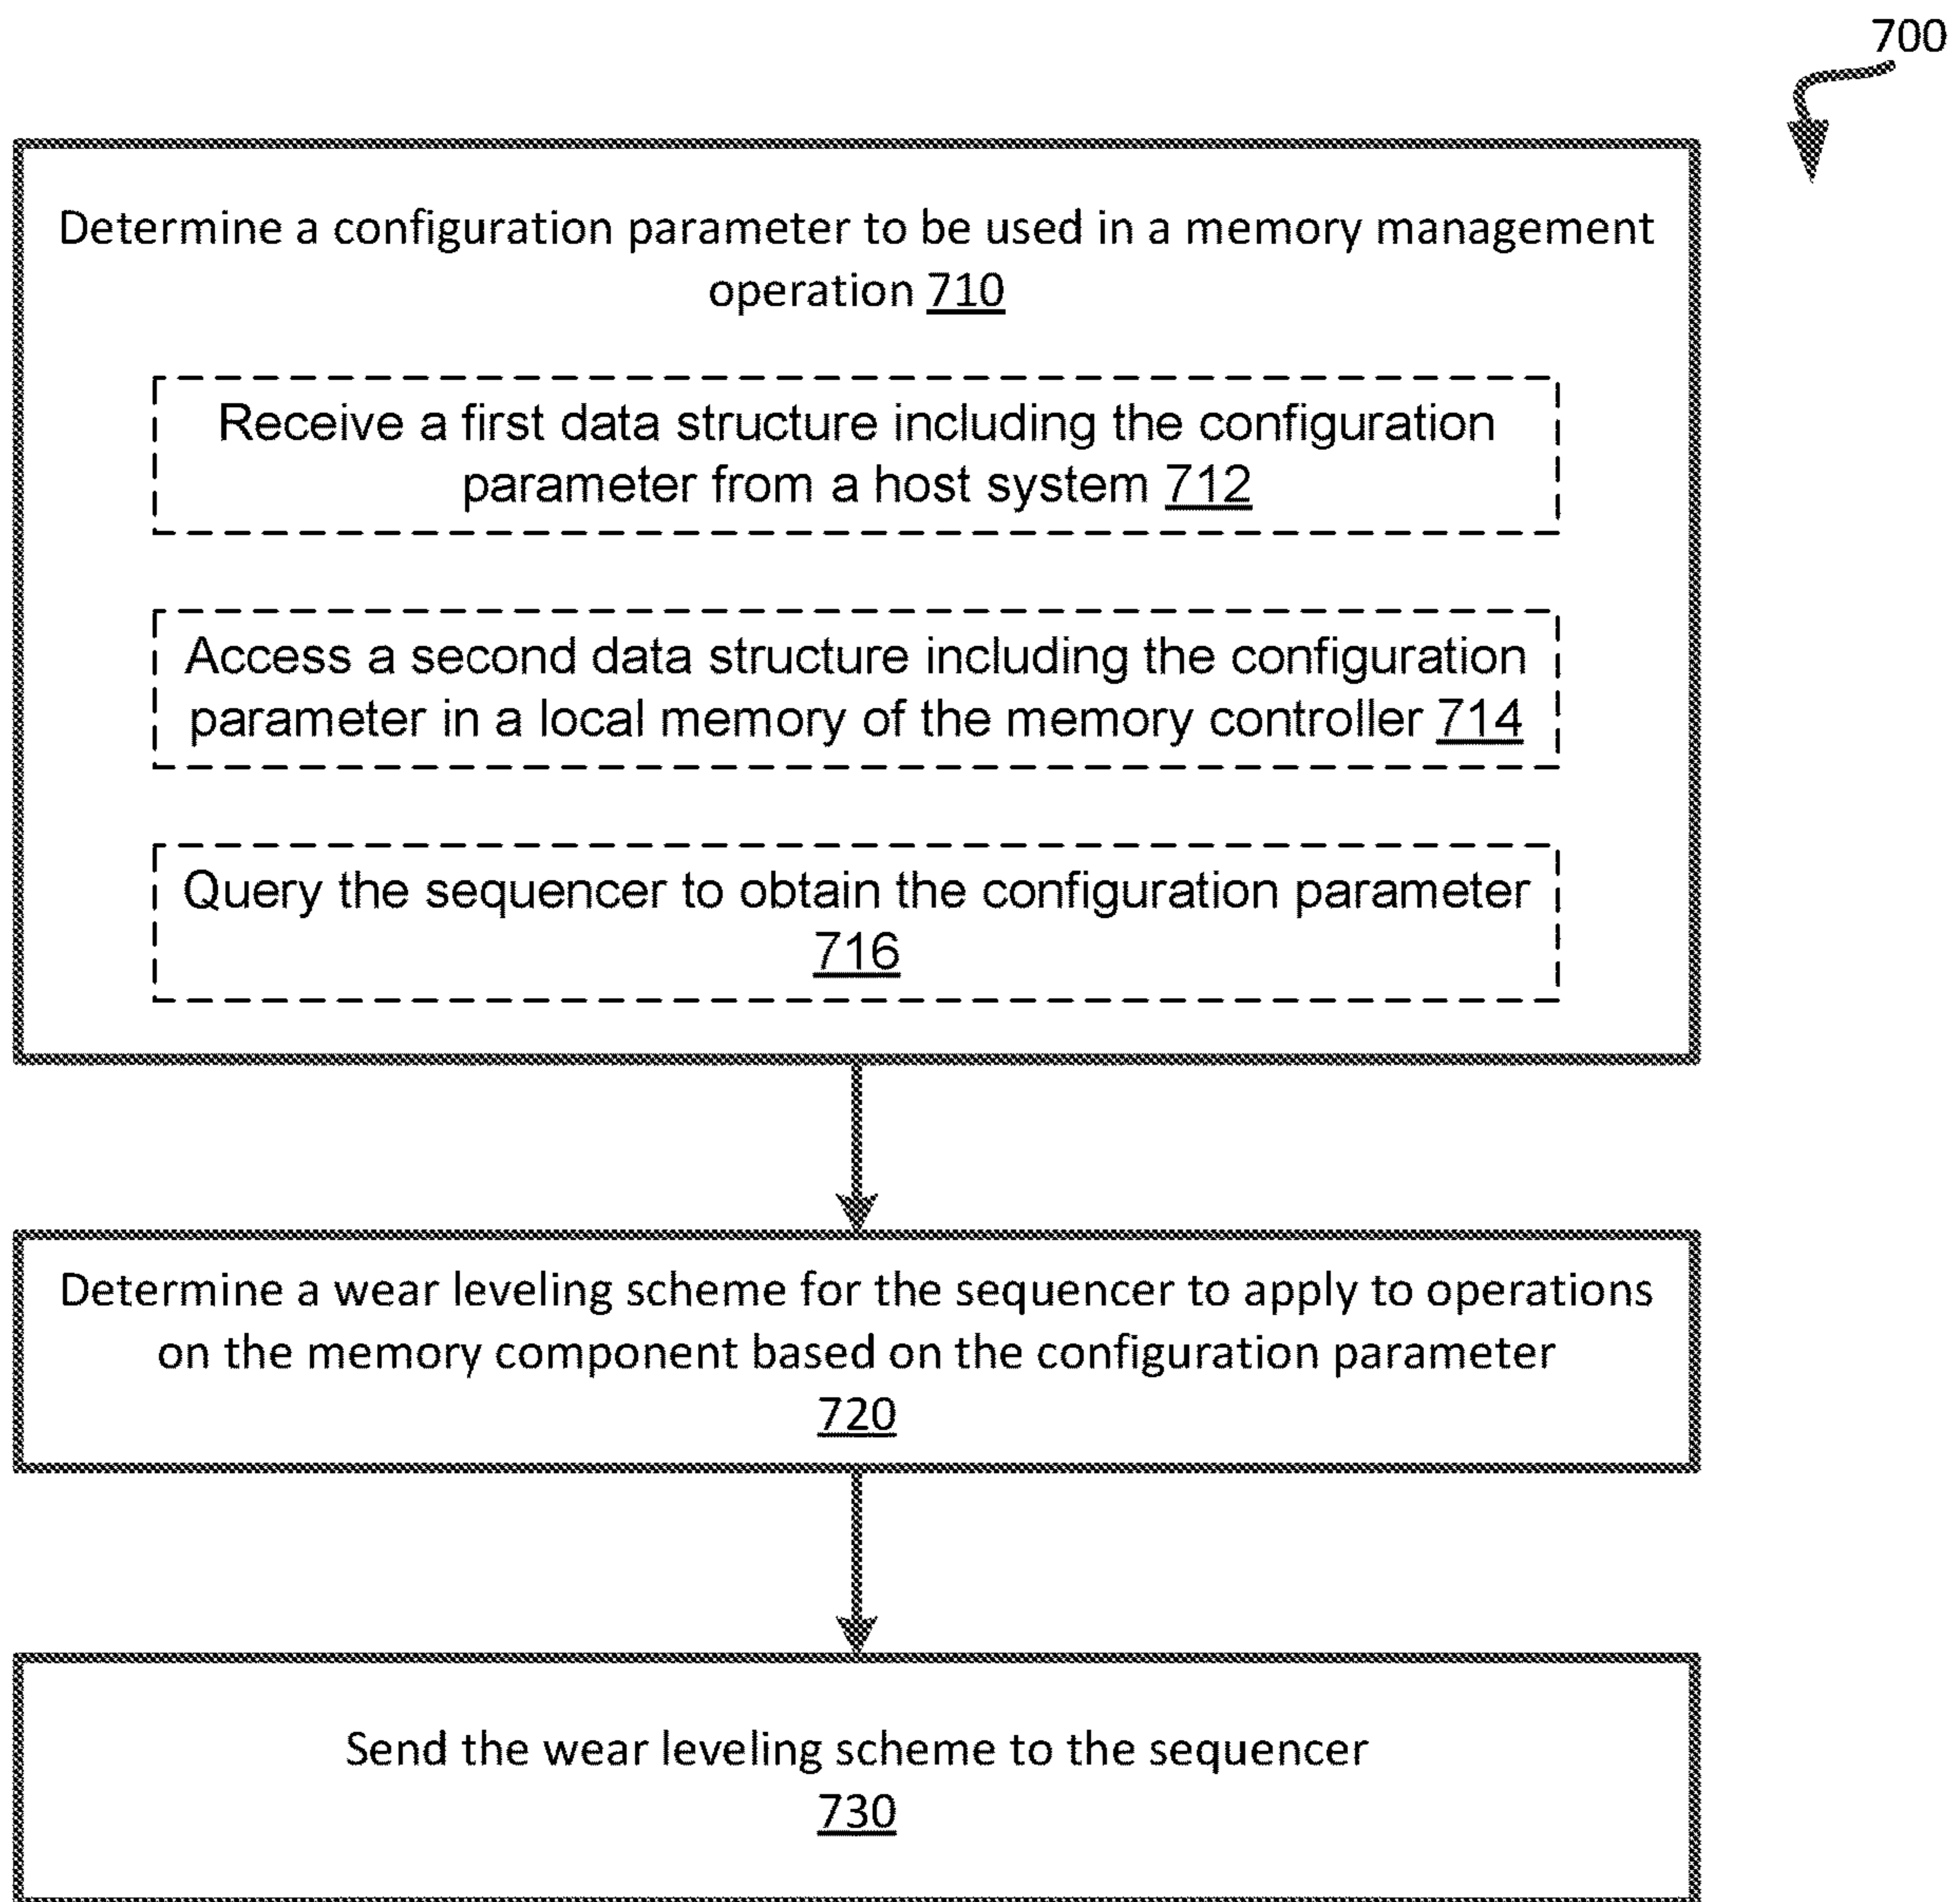 700
Determine a configuration parameter to be used in a memory management
operation 710
Receive a first data structure including the configuration
parameter from a host system 712
Access a second data structure including the configuration
parameter in a local memory of the memory controller 714
Query the sequencer to obtain the configuration parameter
716
Determine a wear leveling scheme for the sequencer to apply to operations
on the memory component based on the configuration parameter
720
Send the wear leveling scheme to the sequencer
730